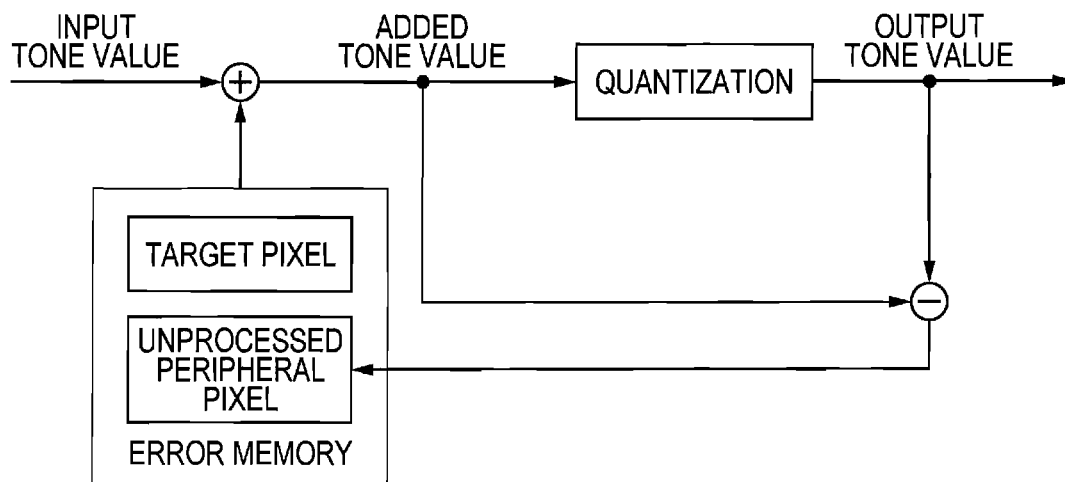 INPUT
TONE VALUE
ADDED
TONE VALUE
OUTPUT
TONE VALUE
+
QUANTIZATION
TARGET PIXEL
−
UNPROCESSED
PERIPHERAL
PIXEL
ERROR MEMORY